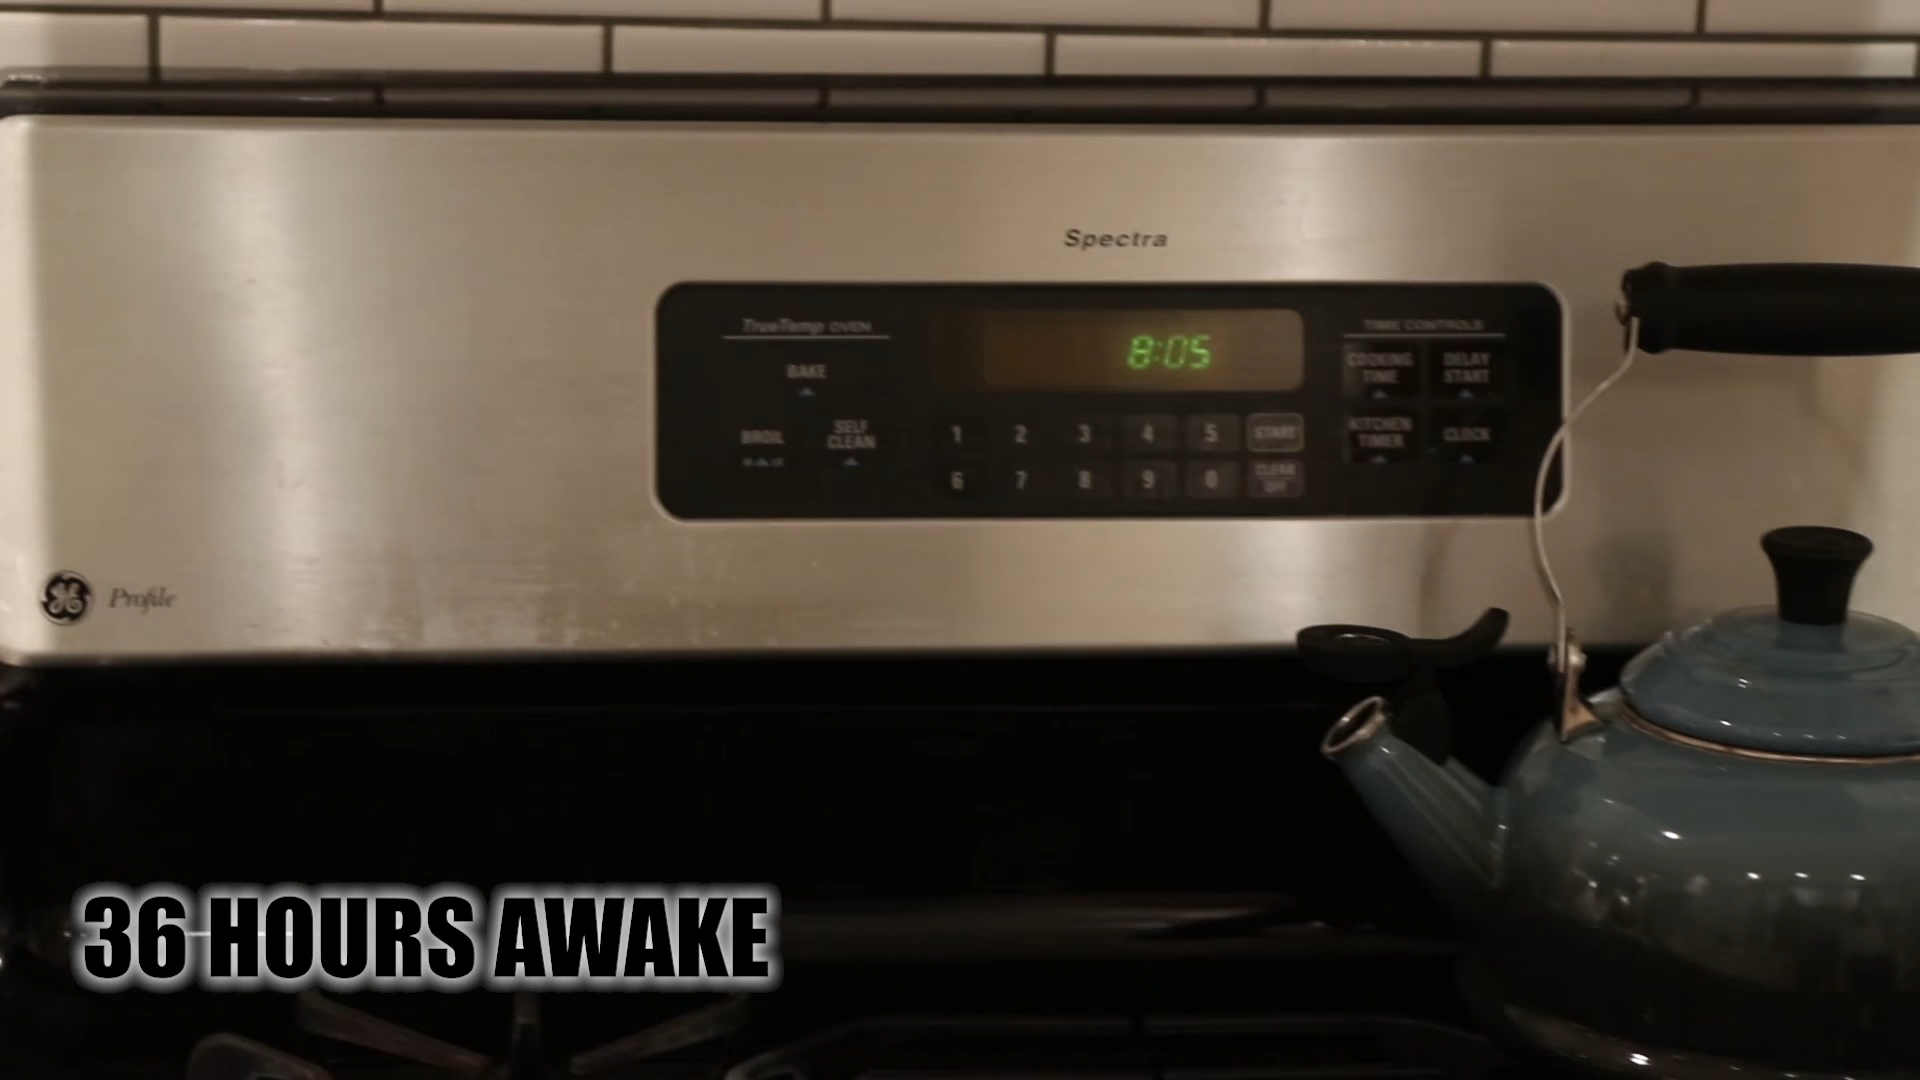 Spectra
TrueTemp OVEN
BAKE
BROIL
SELF
CLEAN
8:05
1 2 3 4 5 START
6 7 8 9 0 CLEAR
OFF
TIME CONTROLS
COOKING
TIME
DELAY
START
KITCHEN
TIMER
CLOCK
GE Profile
36 HOURS AWAKE